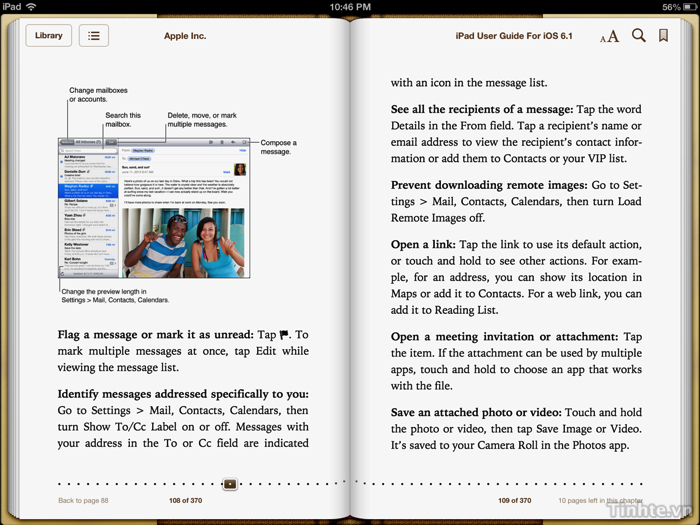 iPad
10:46 PM
56%
Library
Apple Inc.
iPad User Guide For iOS 6.1
AA
Change mailboxes
or accounts.
Search this
mailbox.
Delete, move, or mark
multiple messages.
Compose a
message.
Change the preview length in
Settings > Mail, Contacts, Calendars.
Flag a message or mark it as unread: Tap . To
mark multiple messages at once, tap Edit while
viewing the message list.
Identify messages addressed specifically to you:
Go to Settings > Mail, Contacts, Calendars, then
turn Show To/Cc Label on or off. Messages with
your address in the To or Cc field are indicated
Back to page 88
108 of 370
with an icon in the message list.
See all the recipients of a message: Tap the word
Details in the From field. Tap a recipient's name or
email address to view the recipient's contact infor-
mation or add them to Contacts or your VIP list.
Prevent downloading remote images: Go to Set-
tings > Mail, Contacts, Calendars, then turn Load
Remote Images off.
Open a link: Tap the link to use its default action,
or touch and hold to see other actions. For exam-
ple, for an address, you can show its location in
Maps or add it to Contacts. For a web link, you can
add it to Reading List.
Open a meeting invitation or attachment: Tap
the item. If the attachment can be used by multiple
apps, touch and hold to choose an app that works
with the file.
Save an attached photo or video: Touch and hold
the photo or video, then tap Save Image or Video.
It's saved to your Camera Roll in the Photos app.
109 of 370
10 pages left in this chapter
Tinhte.vn